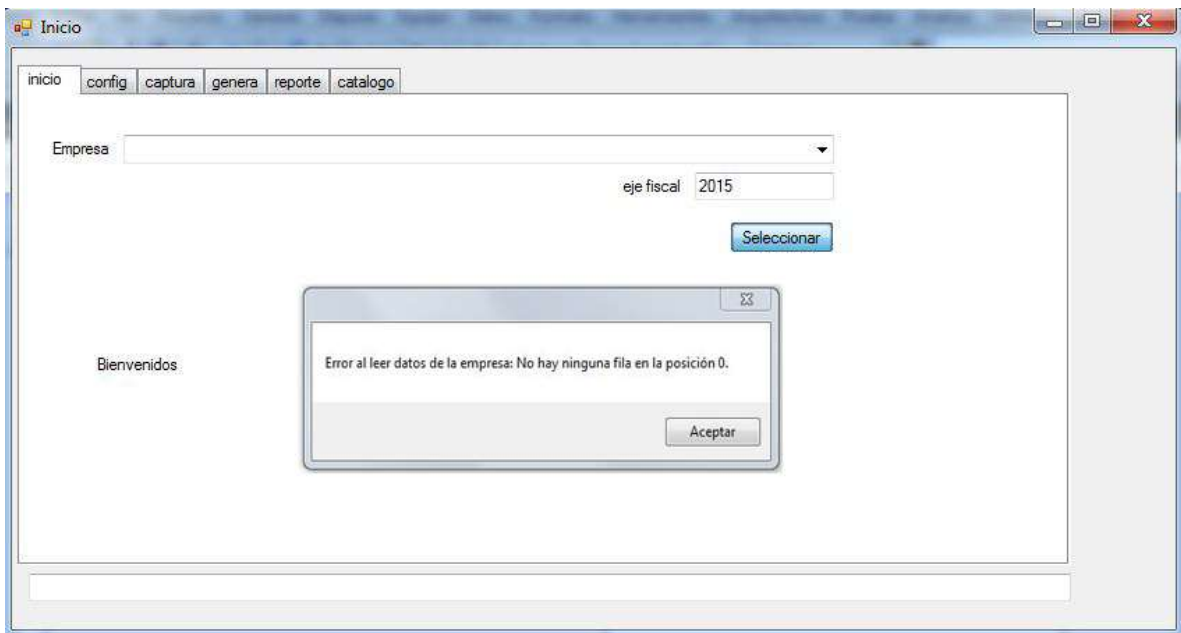 Inicio
inicio config captura genera reporte catalogo
Empresa
eje fiscal 2015
Seleccionar
Bienvenidos
Error al leer datos de la empresa: No hay ninguna fila en la posición 0.
Aceptar